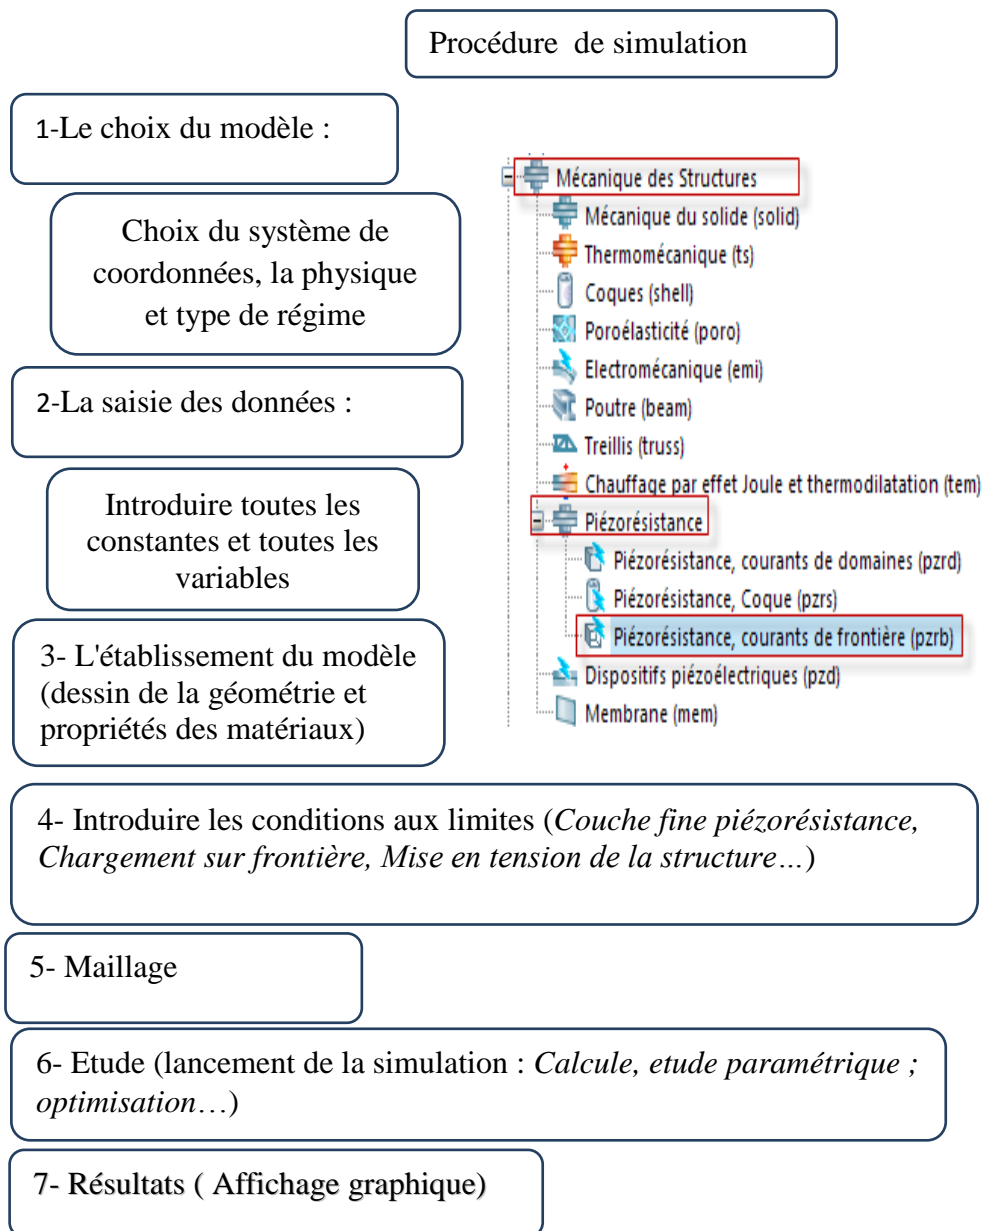 Procédure de simulation
1-Le choix du modèle :
Choix du système de
coordonnées, la physique
et type de régime
2-La saisie des données :
Introduire toutes les
constantes et toutes les
variables
3- L'établissement du modèle
(dessin de la géométrie et
propriétés des matériaux)
Mécanique des Structures
Mécanique du solide (solid)
Thermomécanique (ts)
Coques (shell)
Poroélasticité (poro)
Electromécanique (emi)
Poutre (beam)
Treillis (truss)
Chauffage par effet Joule et thermodilatation (tem)
Piézorésistance
Piézorésistance, courants de domaines (pzrd)
Piézorésistance, Coque (pzrs)
Piézorésistance, courants de frontière (pzrb)
Dispositifs piézoélectriques (pzd)
Membrane (mem)
4- Introduire les conditions aux limites (Couche fine piézorésistance,
Chargement sur frontière, Mise en tension de la structure…)
5- Maillage
6- Etude (lancement de la simulation : Calcule, etude paramétrique ;
optimisation…)
7- Résultats ( Affichage graphique)